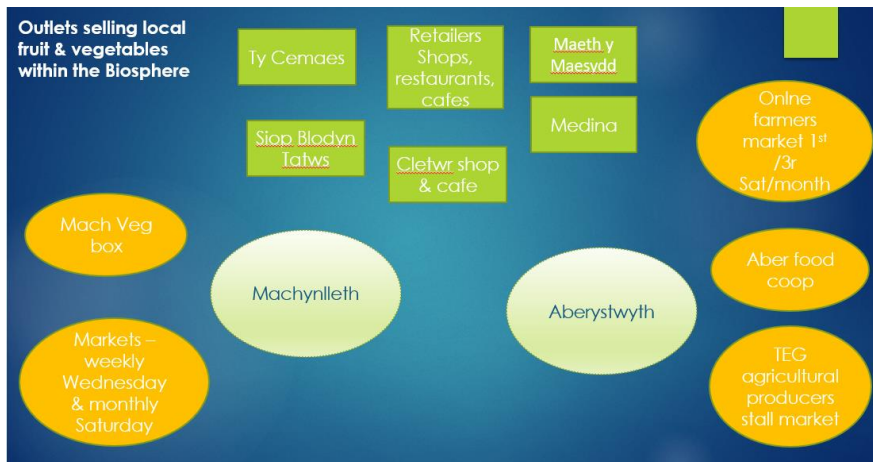 Outlets selling local
fruit & vegetables
within the Biosphere
Ty Cemaes
Retailers
Shops,
restaurants,
cafes
Maeth y
Maesydd
Siop Blodyn
Tatws
Cletwr shop
& cafe
Medina
Onlne
farmers
market 1st
/3r
Sat/month
Mach Veg
box
Machynlleth
Aberystwyth
Aber food
coop
Markets –
weekly
Wednesday
& monthly
Saturday
TEG
agricultural
producers
stall market